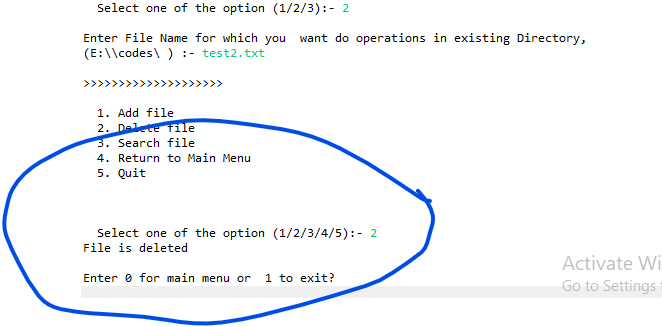 Select one of the option (1/2/3):- 2
Enter File Name for which you  want do operations in existing Directory,
(E:\\codes\ ) :- test2.txt
>>>>>>>>>>>>>>>>>>>>
1. Add file
2. Delete file
3. Search file
4. Return to Main Menu
5. Quit
Select one of the option (1/2/3/4/5):- 2
File is deleted
Enter 0 for main menu or  1 to exit?
Activate Wi
Go to Settings